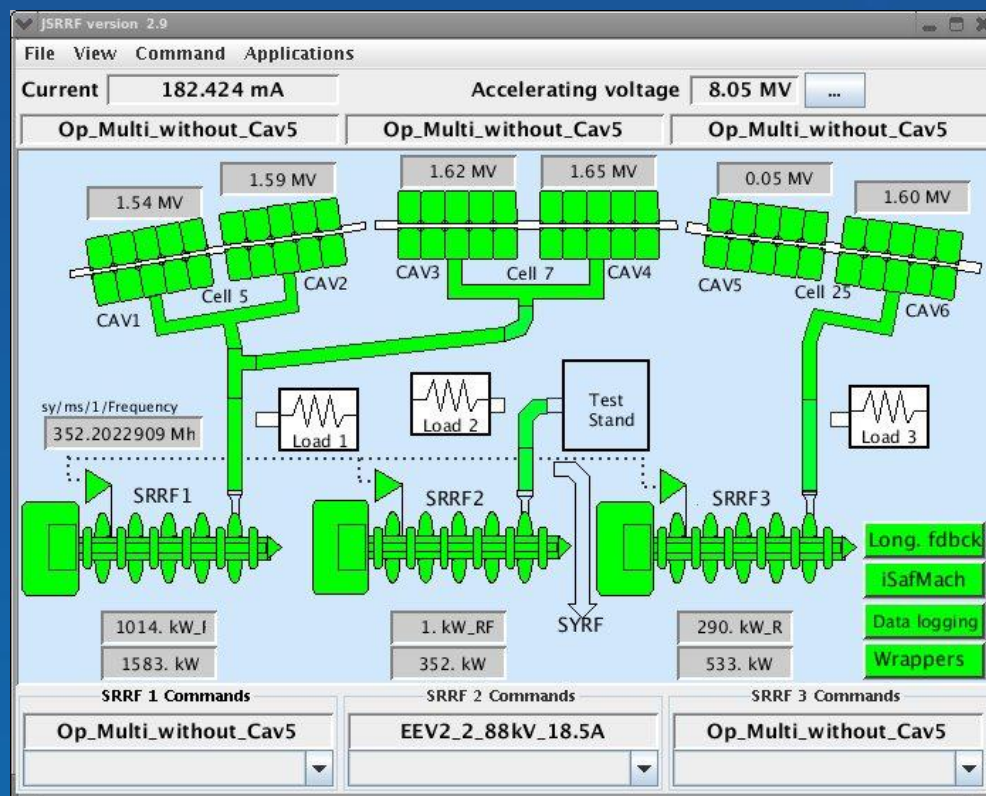 JSRRF version 2.9
File View Command Applications
Current 182.424 mA Accelerating voltage 8.05 MV ...
Op_Multi_without_Cav5 Op_Multi_without_Cav5 Op_Multi_without_Cav5
1.54 MV 1.59 MV 1.62 MV 1.65 MV 0.05 MV 1.60 MV
CAV1 Cell 5 CAV2 CAV3 Cell 7 CAV4 CAV5 Cell 25 CAV6
sy/ms/1/Frequency
352.2022909 Mh
Load 1
Load 2
Test
Stand
Load 3
SRRF1 SRRF2 SRRF3
Long. fdbck
iSafMach
Data logging
Wrappers
SYRF
1014. kW_F 1. kW_RF 290. kW_R
1583. kW 352. kW 533. kW
SRRF 1 Commands SRRF 2 Commands SRRF 3 Commands
Op_Multi_without_Cav5 EEV2_2_88kV_18.5A Op_Multi_without_Cav5